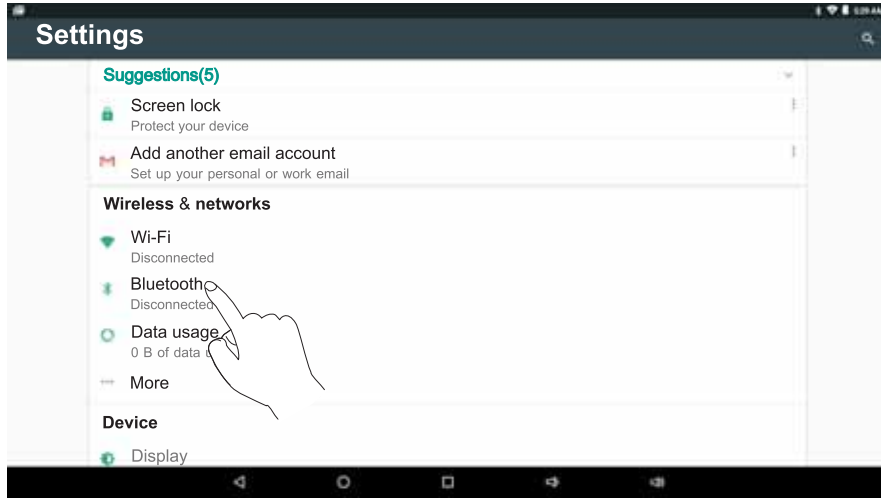 Settings
Suggestions(5)
Screen lock
Protect your device
Add another email account
Set up your personal or work email
Wireless & networks
Wi-Fi
Disconnected
Bluetooth
Disconnected
Data usage
0 B of data
More
Device
Display